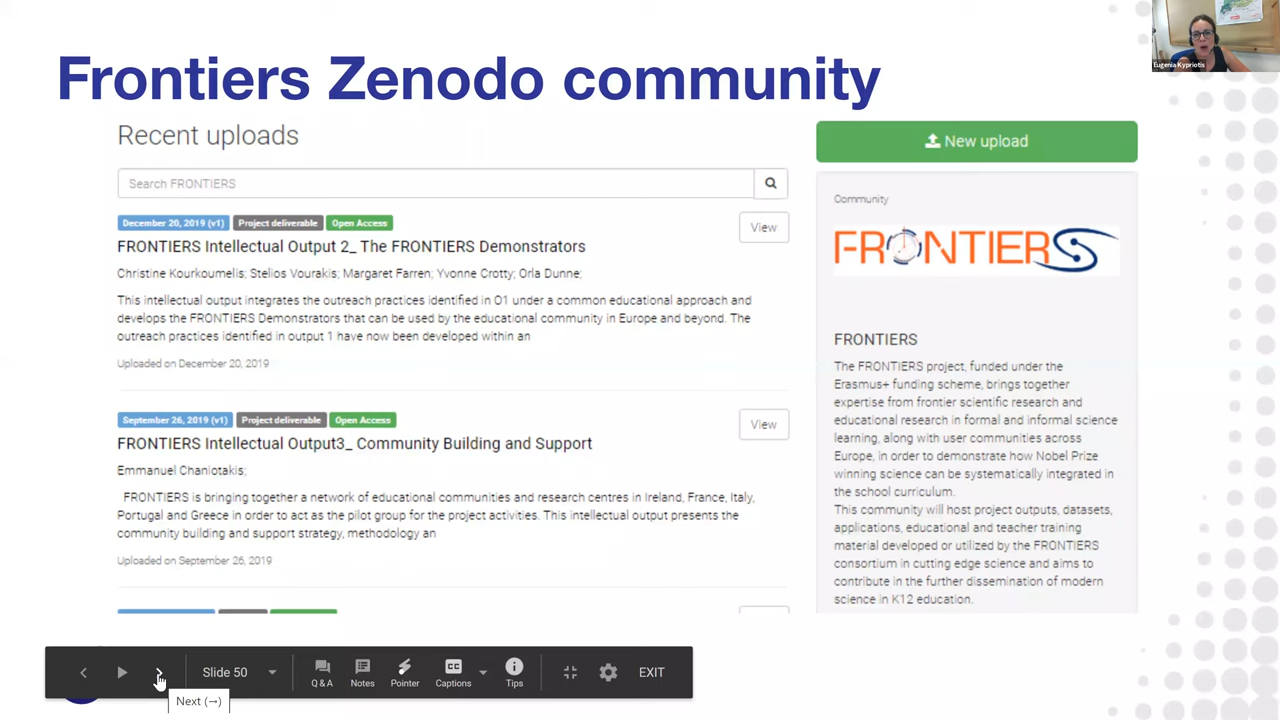 Frontiers Zenodo community
Eugenia Kypriotis
Recent uploads
Search FRONTIERS
December 20, 2019 (v1) Project deliverable Open Access
View
FRONTIERS Intellectual Output 2_ The FRONTIERS Demonstrators
Christine Kourkoumelis; Stelios Vourakis; Margaret Farren; Yvonne Crotty; Orla Dunne;
This intellectual output integrates the outreach practices identified in O1 under a common educational approach and
develops the FRONTIERS Demonstrators that can be used by the educational community in Europe and beyond. The
outreach practices identified in output 1 have now been developed within an
Uploaded on December 20, 2019
September 26, 2019 (v1) Project deliverable Open Access
View
FRONTIERS Intellectual Output3_ Community Building and Support
Emmanuel Chaniotakis;
FRONTIERS is bringing together a network of educational communities and research centres in Ireland, France, Italy,
Portugal and Greece in order to act as the pilot group for the project activities. This intellectual output presents the
community building and support strategy, methodology an
Uploaded on September 26, 2019
New upload
Community
FRONTIERS
FRONTIERS
The FRONTIERS project, funded under the
Erasmus+ funding scheme, brings together
expertise from frontier scientific research and
educational research in formal and informal science
learning, along with user communities across
Europe, in order to demonstrate how Nobel Prize
winning science can be systematically integrated in
the school curriculum.
This community will host project outputs, datasets,
applications, educational and teacher training
material developed or utilized by the FRONTIERS
consortium in cutting edge science and aims to
contribute in the further dissemination of modern
science in K12 education.
Slide 50
Q & A
Notes
Pointer
CC
Captions
Tips
EXIT
Next (→)